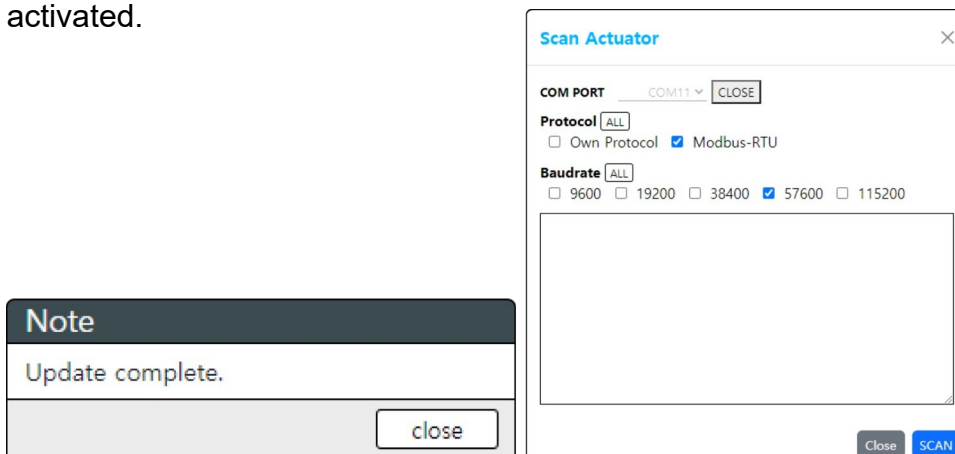 activated.
Scan Actuator
COM PORT COM11 CLOSE
Protocol ALL
Own Protocol Modbus-RTU
Baudrate ALL
9600 19200 38400 57600 115200
Close SCAN
Note
Update complete.
close